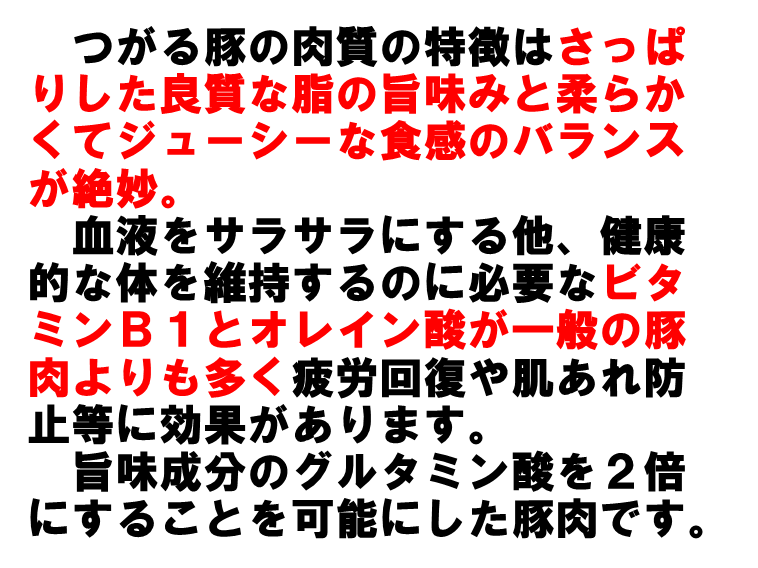 つがる豚の肉質の特徴はさっぱ
りした良質な脂の旨味みと柔らか
くてジューシーな食感のバランス
が絶妙。
　血液をサラサラにする他、健康
的な体を維持するのに必要なビタ
ミンＢ１とオレイン酸が一般の豚
肉よりも多く疲労回復や肌あれ防
止等に効果があります。
　旨味成分のグルタミン酸を２倍
にすることを可能にした豚肉です。